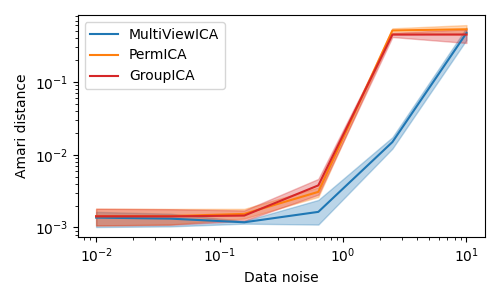 MultiViewICA
PermICA
GroupICA
Amari distance
10⁻¹
10⁻²
10⁻³
10⁻² 10⁻¹ 10⁰ 10¹
Data noise